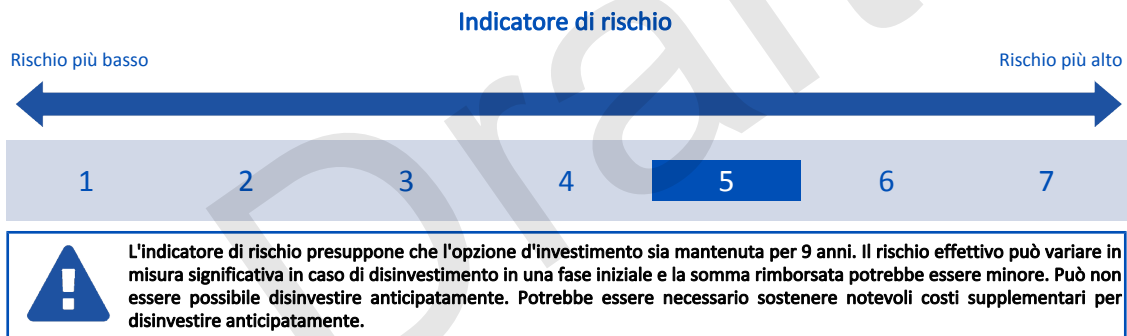 Indicatore di rischio
Rischio più basso
Rischio più alto
1 2 3 4 5 6 7
L'indicatore di rischio presuppone che l'opzione d'investimento sia mantenuta per 9 anni. Il rischio effettivo può variare in
misura significativa in caso di disinvestimento in una fase iniziale e la somma rimborsata potrebbe essere minore. Può non
essere possibile disinvestire anticipatamente. Potrebbe essere necessario sostenere notevoli costi supplementari per
disinvestire anticipatamente.